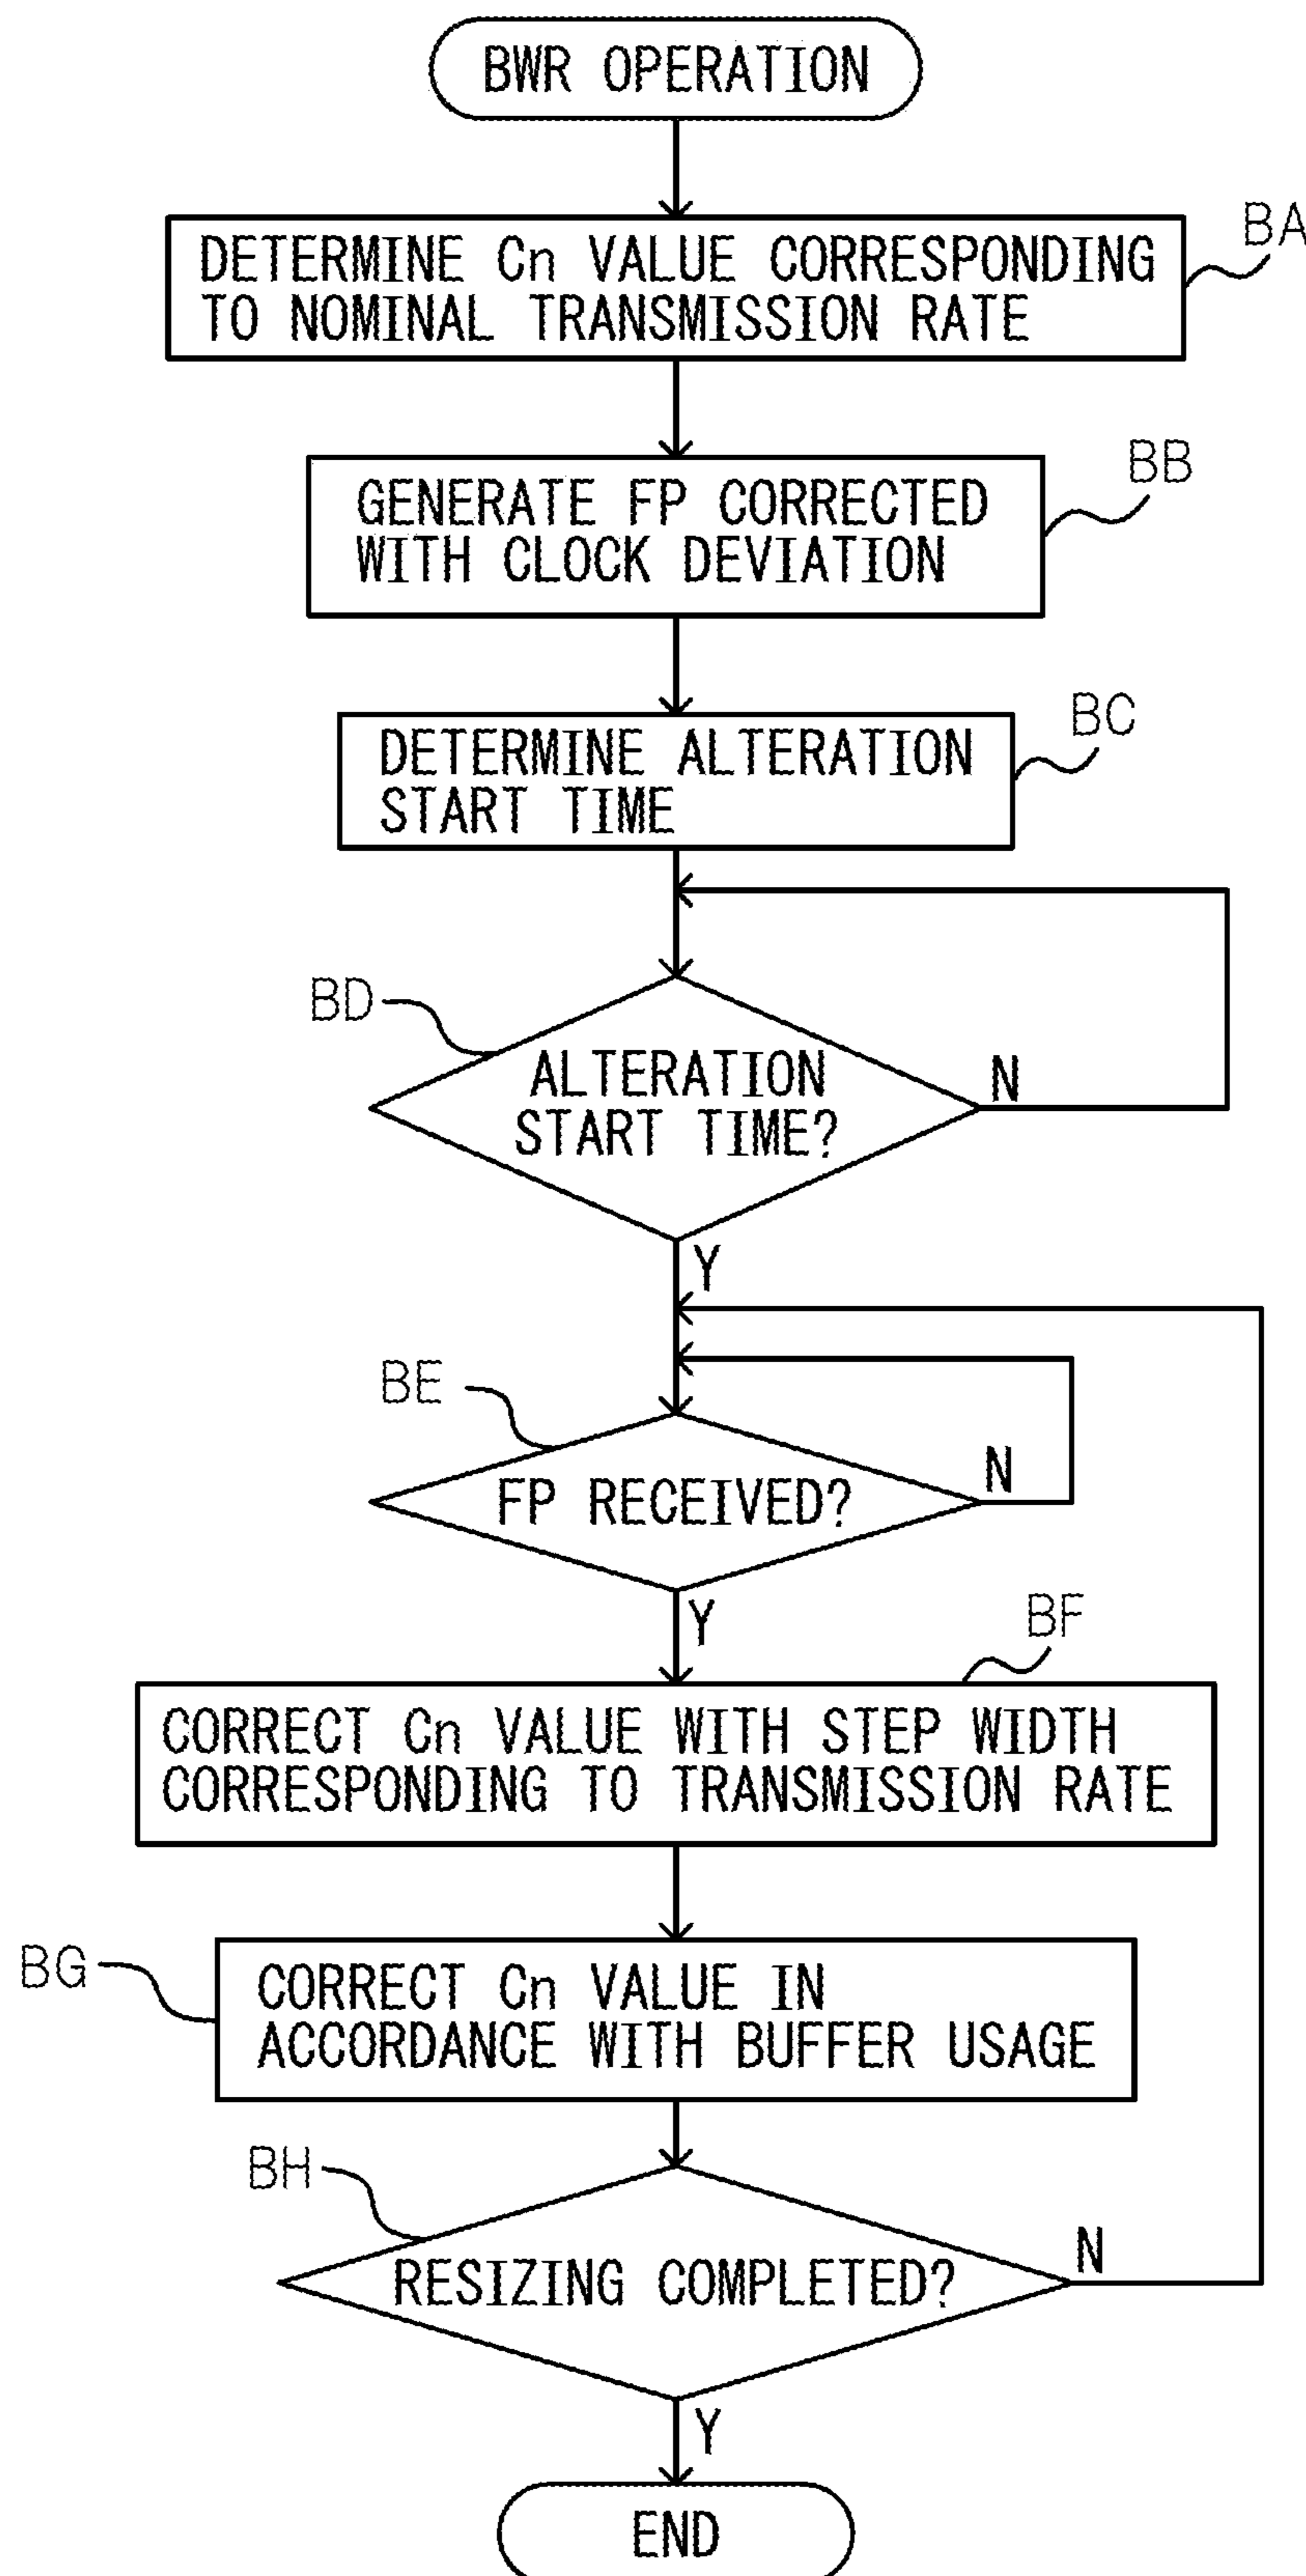 BWR OPERATION
BA
DETERMINE Cn VALUE CORRESPONDING
TO NOMINAL TRANSMISSION RATE
BB
GENERATE FP CORRECTED
WITH CLOCK DEVIATION
BC
DETERMINE ALTERATION
START TIME
BD
ALTERATION
START TIME?
N
Y
BE
FP RECEIVED?
N
Y
BF
CORRECT Cn VALUE WITH STEP WIDTH
CORRESPONDING TO TRANSMISSION RATE
BG
CORRECT Cn VALUE IN
ACCORDANCE WITH BUFFER USAGE
BH
RESIZING COMPLETED?
N
Y
END